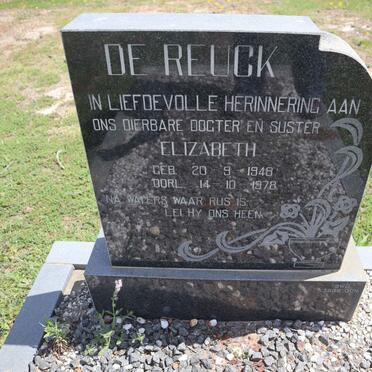 DE REUCK
IN LIEFDEVOLLE HERINNERING AAN
ONS DIERBARE DOGTER EN SUSTER
ELIZABETH
GEB. 20 - 9 - 1948
OORL. 14 - 10 - 1978
NA WATERS WAAR RUS IS,
LEI HY ONS HEEN